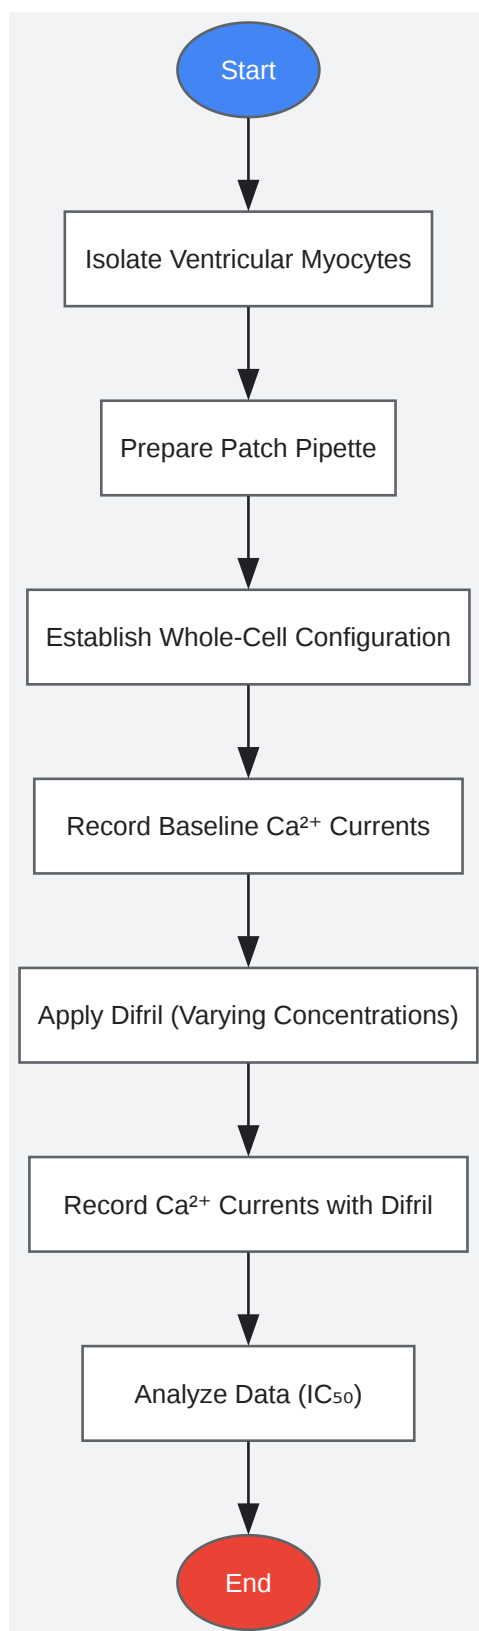 Start
Isolate Ventricular Myocytes
Prepare Patch Pipette
Establish Whole-Cell Configuration
Record Baseline Ca²⁺ Currents
Apply Difril (Varying Concentrations)
Record Ca²⁺ Currents with Difril
Analyze Data (IC₅₀)
End